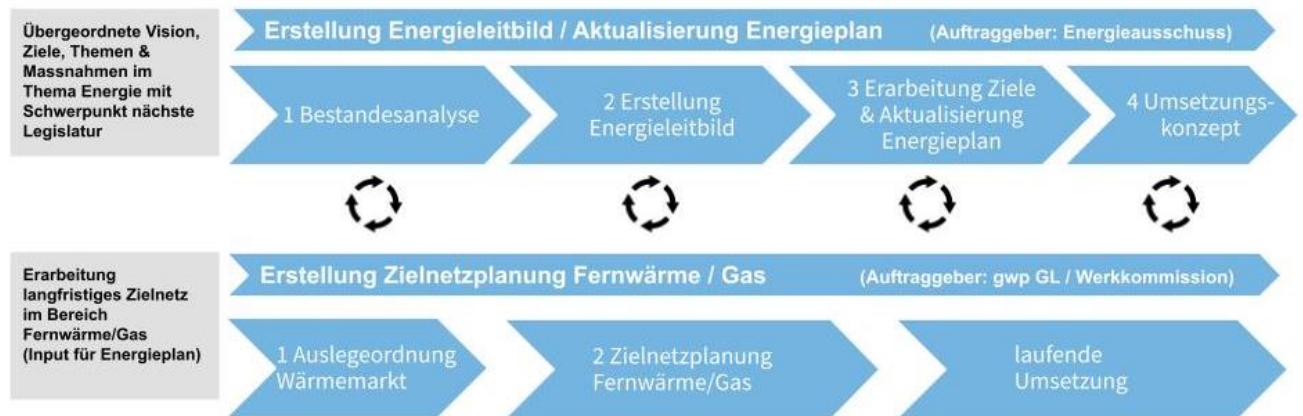 Übergeordnete Vision,
Ziele, Themen &
Massnahmen im
Thema Energie mit
Schwerpunkt nächste
Legislatur
Erstellung Energieleitbild / Aktualisierung Energieplan (Auftraggeber: Energieausschuss)
1 Bestandesanalyse
2 Erstellung
Energieleitbild
3 Erarbeitung Ziele
& Aktualisierung
Energieplan
4 Umsetzungs-
konzept
Erarbeitung
langfristiges Zielnetz
im Bereich
Fernwärme/Gas
(Input für Energieplan)
Erstellung Zielnetzplanung Fernwärme / Gas (Auftraggeber: gwp GL / Werkkommission)
1 Auslegeordnung
Wärmemarkt
2 Zielnetzplanung
Fernwärme/Gas
laufende
Umsetzung